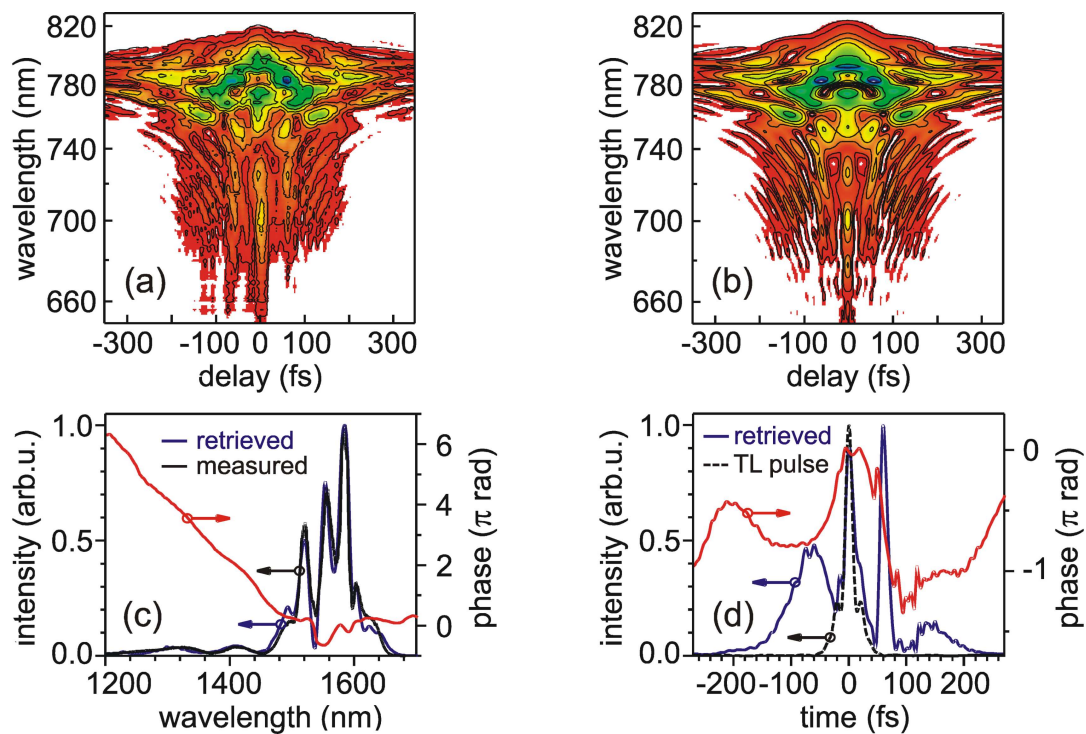 820
780
740
700
660
wavelength (nm)
(a)
-300
-100
0
100
300
delay (fs)
820
780
740
700
660
wavelength (nm)
(b)
-300
-100
0
100
300
delay (fs)
1.0
0.5
0.0
intensity (arb.u.)
retrieved
measured
(c)
6
4
2
0
phase (π rad)
1200
1400
1600
wavelength (nm)
1.0
0.5
0.0
intensity (arb.u.)
retrieved
TL pulse
(d)
0
-1
phase (π rad)
-200
-100
0
100
200
time (fs)